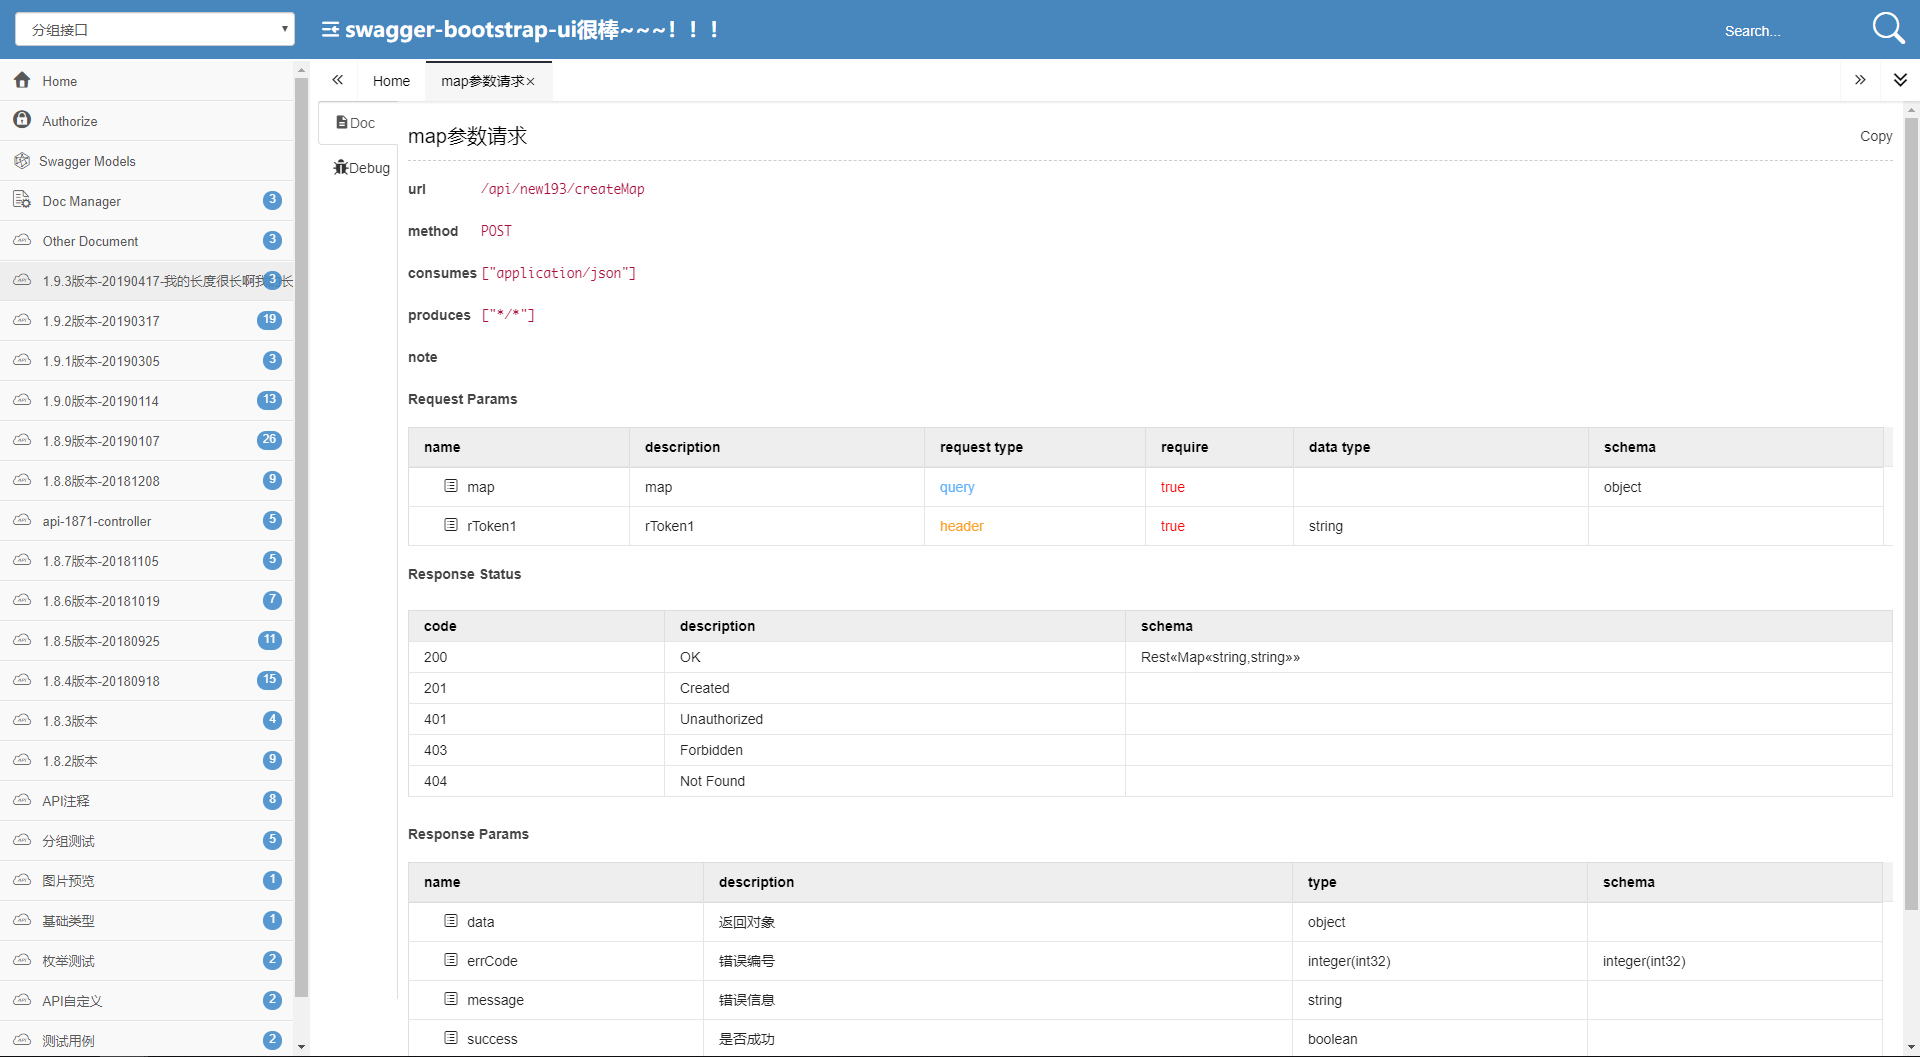 分组接口
swagger-bootstrap-ui很棒~~~！！！
Search...
Home
Authorize
Swagger Models
Doc Manager 3
Other Document 3
1.9.3版本-20190417-我的长度很长啊我 3 长
1.9.2版本-20190317 19
1.9.1版本-20190305 3
1.9.0版本-20190114 13
1.8.9版本-20190107 26
1.8.8版本-20181208 9
api-1871-controller 5
1.8.7版本-20181105 5
1.8.6版本-20181019 7
1.8.5版本-20180925 11
1.8.4版本-20180918 15
1.8.3版本 4
1.8.2版本 9
API注释 8
分组测试 5
图片预览 1
基础类型 1
枚举测试 2
API自定义 2
测试用例 2
Home map参数请求×
Doc
Debug
map参数请求 Copy
url /api/new193/createMap
method POST
consumes ["application/json"]
produces ["*/*"]
note
Request Params
name description request type require data type schema
map map query true object
rToken1 rToken1 header true string
Response Status
code description schema
200 OK Rest«Map«string,string»»
201 Created
401 Unauthorized
403 Forbidden
404 Not Found
Response Params
name description type schema
data 返回对象 object
errCode 错误编号 integer(int32) integer(int32)
message 错误信息 string
success 是否成功 boolean